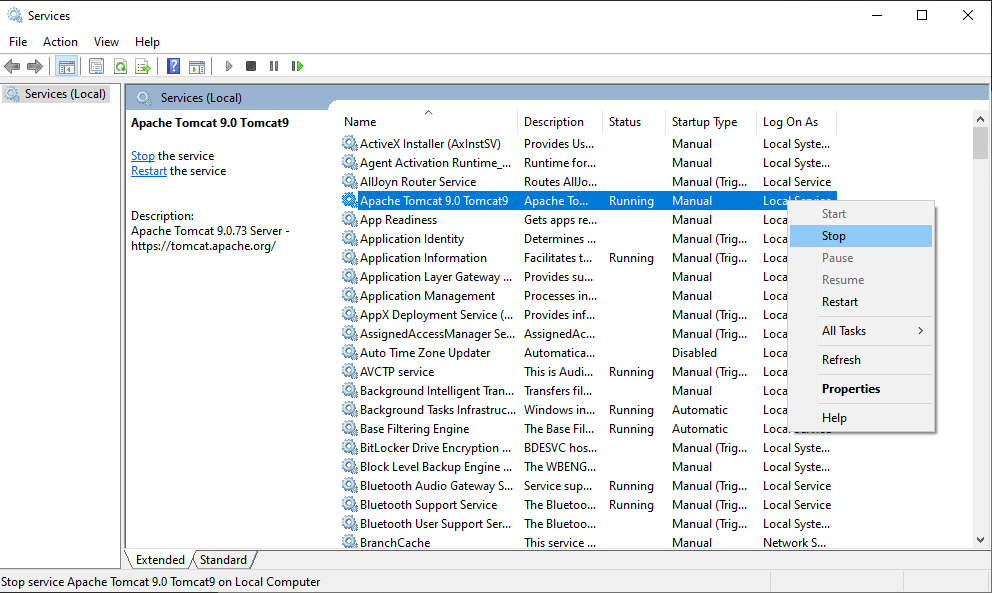 Services
File Action View Help
Services (Local)
Services (Local)
Apache Tomcat 9.0 Tomcat9
Stop the service
Restart the service
Description:
Apache Tomcat 9.0.73 Server -
https://tomcat.apache.org/
Name Description Status Startup Type Log On As
ActiveX Installer (AxInstSV) Provides Us... Manual Local Syste...
Agent Activation Runtime_... Runtime for... Manual Local Syste...
AllJoyn Router Service Routes AllJo... Manual (Trig... Local Service
Apache Tomcat 9.0 Tomcat9 Apache To... Running Manual Local Service
App Readiness Gets apps re... Manual Loca
Application Identity Determines ... Manual (Trig... Loca
Application Information Facilitates t... Running Manual (Trig... Loca
Application Layer Gateway ... Provides su... Manual Loca
Application Management Processes in... Manual Loca
AppX Deployment Service (... Provides inf... Manual (Trig... Loca
AssignedAccessManager Se... AssignedAc... Manual (Trig... Loca
Auto Time Zone Updater Automatica... Disabled Loca
AVCTP service This is Audi... Running Manual (Trig... Loca
Background Intelligent Tran... Transfers fil... Manual Loca
Background Tasks Infrastruc... Windows in... Running Automatic Loca
Base Filtering Engine The Base Fil... Running Automatic Local Service
BitLocker Drive Encryption ... BDESVC hos... Manual (Trig... Local Syste...
Block Level Backup Engine ... The WBENG... Manual Local Syste...
Bluetooth Audio Gateway S... Service sup... Running Manual (Trig... Local Service
Bluetooth Support Service The Bluetoo... Running Manual (Trig... Local Service
Bluetooth User Support Ser... The Bluetoo... Manual (Trig... Local Syste...
BranchCache This service ... Manual Network S...
Start
Stop
Pause
Resume
Restart
All Tasks
Refresh
Properties
Help
Extended Standard
Stop service Apache Tomcat 9.0 Tomcat9 on Local Computer